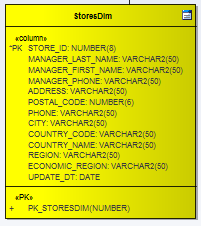 StoresDim
«column»
*PK STORE_ID: NUMBER(8)
MANAGER_LAST_NAME: VARCHAR2(50)
MANAGER_FIRST_NAME: VARCHAR2(50)
MANAGER_PHONE: VARCHAR2(50)
ADDRESS: VARCHAR2(50)
POSTAL_CODE: NUMBER(6)
PHONE: VARCHAR2(50)
CITY: VARCHAR2(50)
COUNTRY_CODE: VARCHAR2(50)
COUNTRY_NAME: VARCHAR2(50)
REGION: VARCHAR2(50)
ECONOMIC_REGION: VARCHAR2(50)
UPDATE_DT: DATE
«PK»
+ PK_STORESDIM(NUMBER)